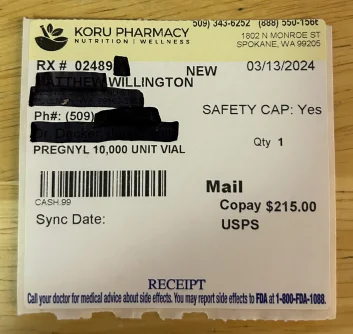 KORU PHARMACY
NUTRITION | WELLNESS
509) 343-6252 (888) 550-156
1802 N MONROE ST
SPOKANE, WA 99205
RX # 02489
NEW
03/13/2024
MATTHEW WILLINGTON
Ph#: (509)
SAFETY CAP: Yes
Dr.
PREGNYL 10,000 UNIT VIAL
Qty 1
CASH.99
Mail
Copay $215.00
Sync Date:
USPS
RECEIPT
Call your doctor for medical advice about side effects. You may report side effects to FDA at 1-800-FDA-1088.